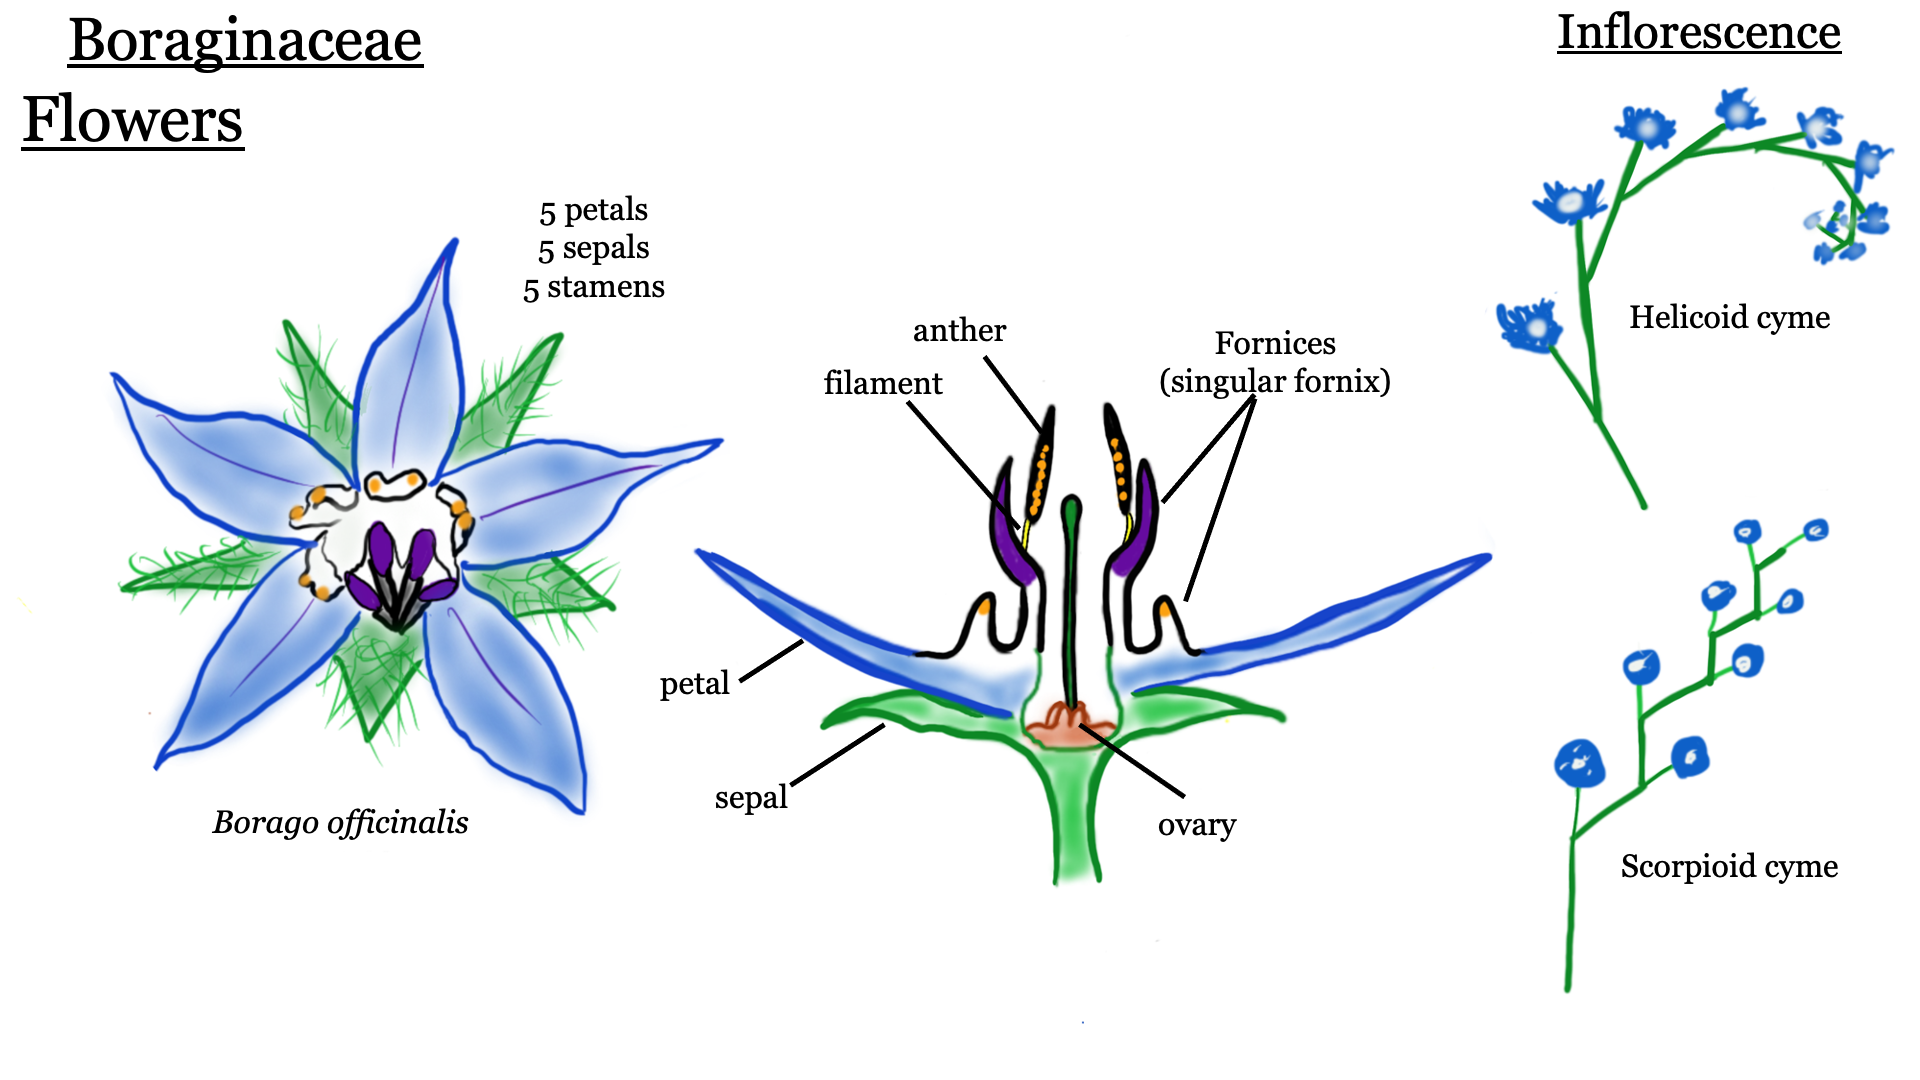 Boraginaceae
Flowers
5 petals
5 sepals
5 stamens
Borago officinalis
anther
filament
Fornices
(singular fornix)
petal
sepal
ovary
Inflorescence
Helicoid cyme
Scorpioid cyme